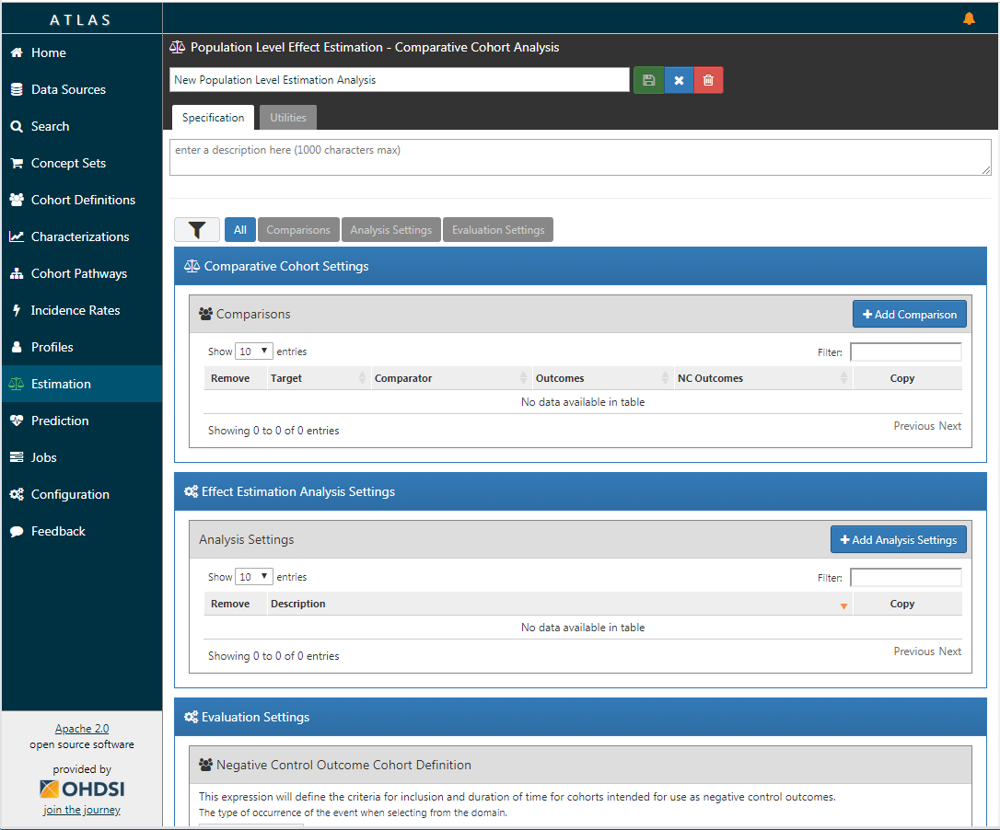 ATLAS
Home
Data Sources
Search
Concept Sets
Cohort Definitions
Characterizations
Cohort Pathways
Incidence Rates
Profiles
Estimation
Prediction
Jobs
Configuration
Feedback
Apache 2.0
open source software
provided by
OHDSI
join the journey
Population Level Effect Estimation - Comparative Cohort Analysis
New Population Level Estimation Analysis
Specification Utilities
enter a description here (1000 characters max)
All Comparisons Analysis Settings Evaluation Settings
Comparative Cohort Settings
Comparisons Add Comparison
Show 10 entries Filter:
Remove Target Comparator Outcomes NC Outcomes Copy
No data available in table
Showing 0 to 0 of 0 entries Previous Next
Effect Estimation Analysis Settings
Analysis Settings Add Analysis Settings
Show 10 entries Filter:
Remove Description Copy
No data available in table
Showing 0 to 0 of 0 entries Previous Next
Evaluation Settings
Negative Control Outcome Cohort Definition
This expression will define the criteria for inclusion and duration of time for cohorts intended for use as negative control outcomes.
The type of occurrence of the event when selecting from the domain.